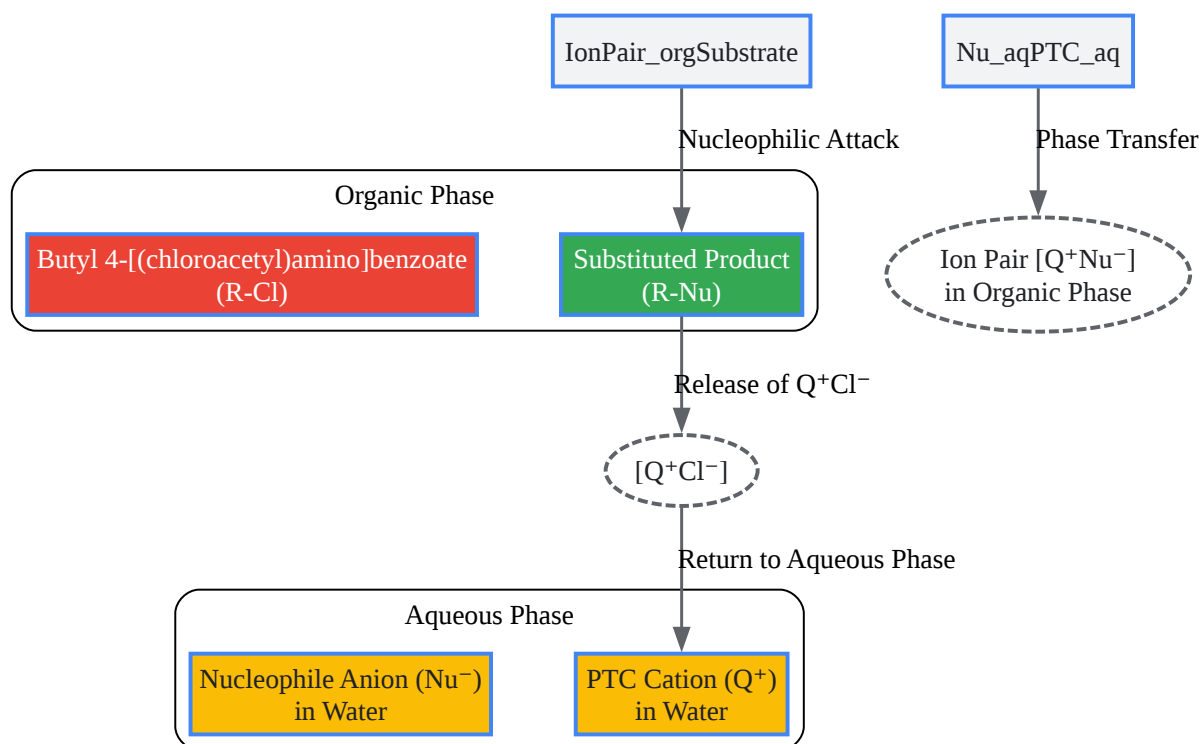 IonPair_orgSubstrate
Nu_aqPTC_aq
Nucleophilic Attack
Phase Transfer
Organic Phase
Butyl 4-[(chloroacetyl)amino]benzoate
(R-Cl)
Substituted Product
(R-Nu)
Ion Pair [Q⁺Nu⁻]
in Organic Phase
Release of Q⁺Cl⁻
[Q⁺Cl⁻]
Return to Aqueous Phase
Aqueous Phase
Nucleophile Anion (Nu⁻)
in Water
PTC Cation (Q⁺)
in Water